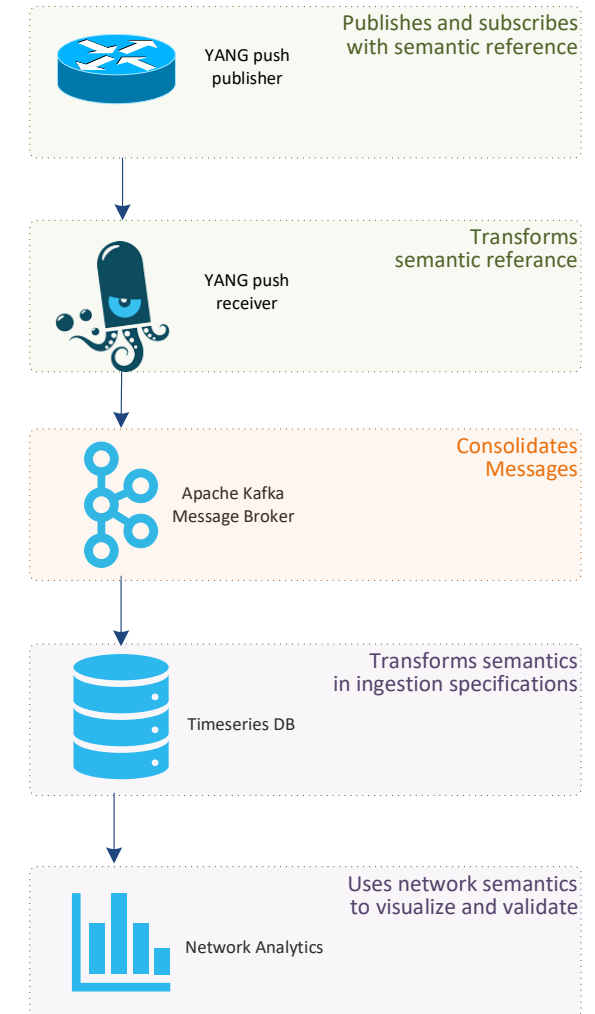 Publishes and subscribes
with semantic reference
YANG push
publisher
Transforms
semantic referance
YANG push
receiver
Consolidates
Messages
Apache Kafka
Message Broker
Transforms semantics
in ingestion specifications
Timeseries DB
Uses network semantics
to visualize and validate
Network Analytics